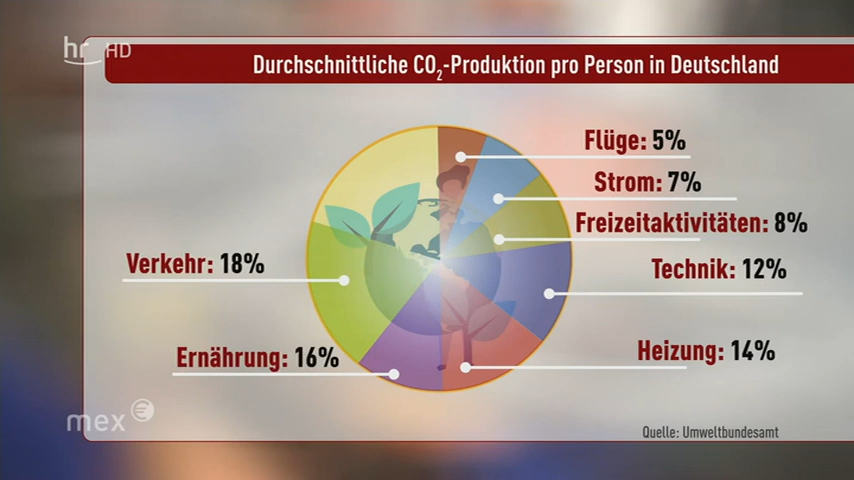 hr HD
Durchschnittliche CO₂-Produktion pro Person in Deutschland
Flüge: 5%
Strom: 7%
Freizeitaktivitäten: 8%
Verkehr: 18%
Technik: 12%
Ernährung: 16%
Heizung: 14%
mex €
Quelle: Umweltbundesamt